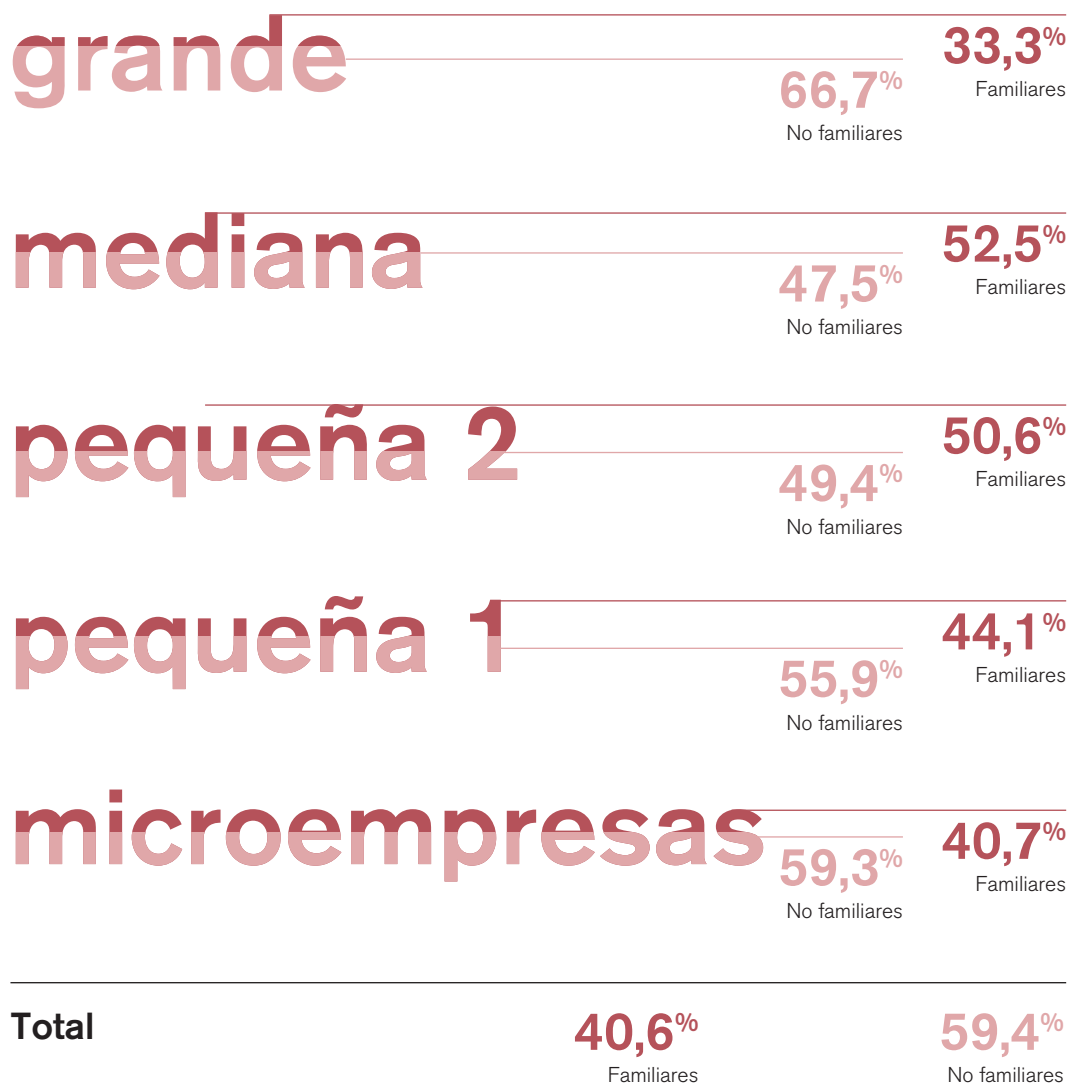 grande
33,3%
Familiares
66,7%
No familiares
mediana
52,5%
Familiares
47,5%
No familiares
pequeña 2
50,6%
Familiares
49,4%
No familiares
pequeña 1
44,1%
Familiares
55,9%
No familiares
microempresas
40,7%
Familiares
59,3%
No familiares
Total
40,6%
Familiares
59,4%
No familiares